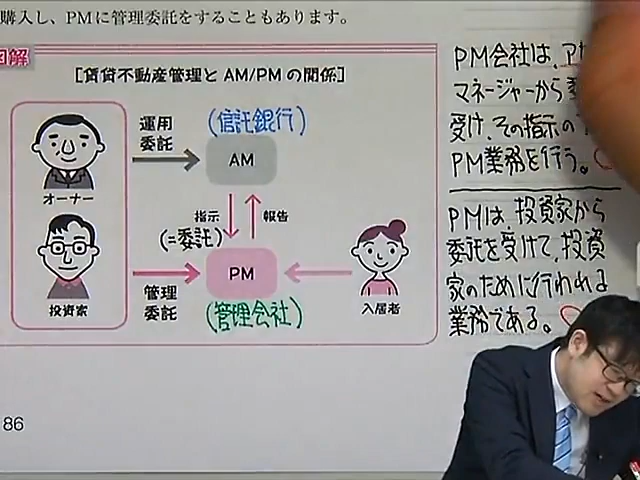 購入し、PMに管理委託をすることもあります。
図解
[賃貸不動産管理と AM/PM の関係]
運用
委託
(信託銀行)
AM
オーナー
指示
報告
(=委託)
PM
投資家
管理
委託
(管理会社)
入居者
86
PM会社は、ア
マネージャーから
受け、その指示の
PM業務を行う。
PMは投資家から
委託を受けて、投資
家のために行われる
業務である。